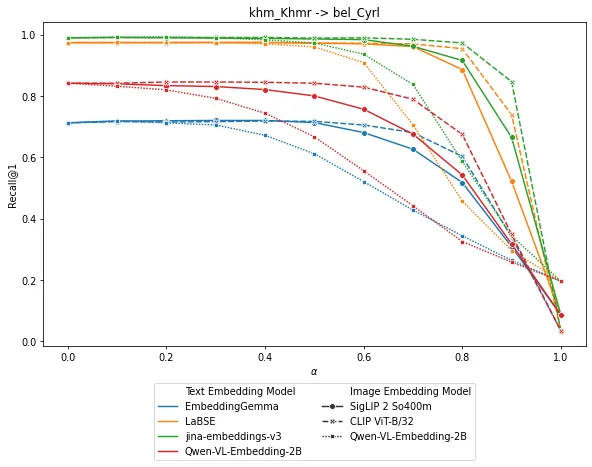 khm_Khmr -> bel_Cyrl
Recall@1
1.0
0.8
0.6
0.4
0.2
0.0
0.0 0.2 0.4 0.6 0.8 1.0
α
Text Embedding Model
EmbeddingGemma
LaBSE
jina-embeddings-v3
Qwen-VL-Embedding-2B
Image Embedding Model
SigLIP 2 So400m
CLIP ViT-B/32
Qwen-VL-Embedding-2B